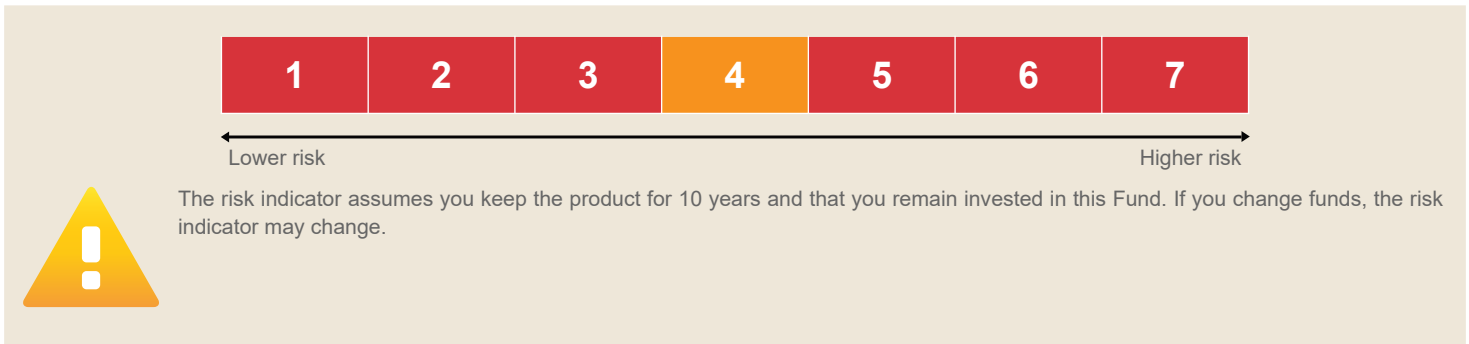 1 2 3 4 5 6 7
Lower risk Higher risk
The risk indicator assumes you keep the product for 10 years and that you remain invested in this Fund. If you change funds, the risk
indicator may change.